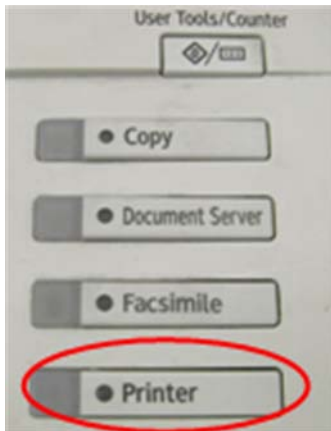 User Tools/Counter
Copy
Document Server
Facsimile
Printer